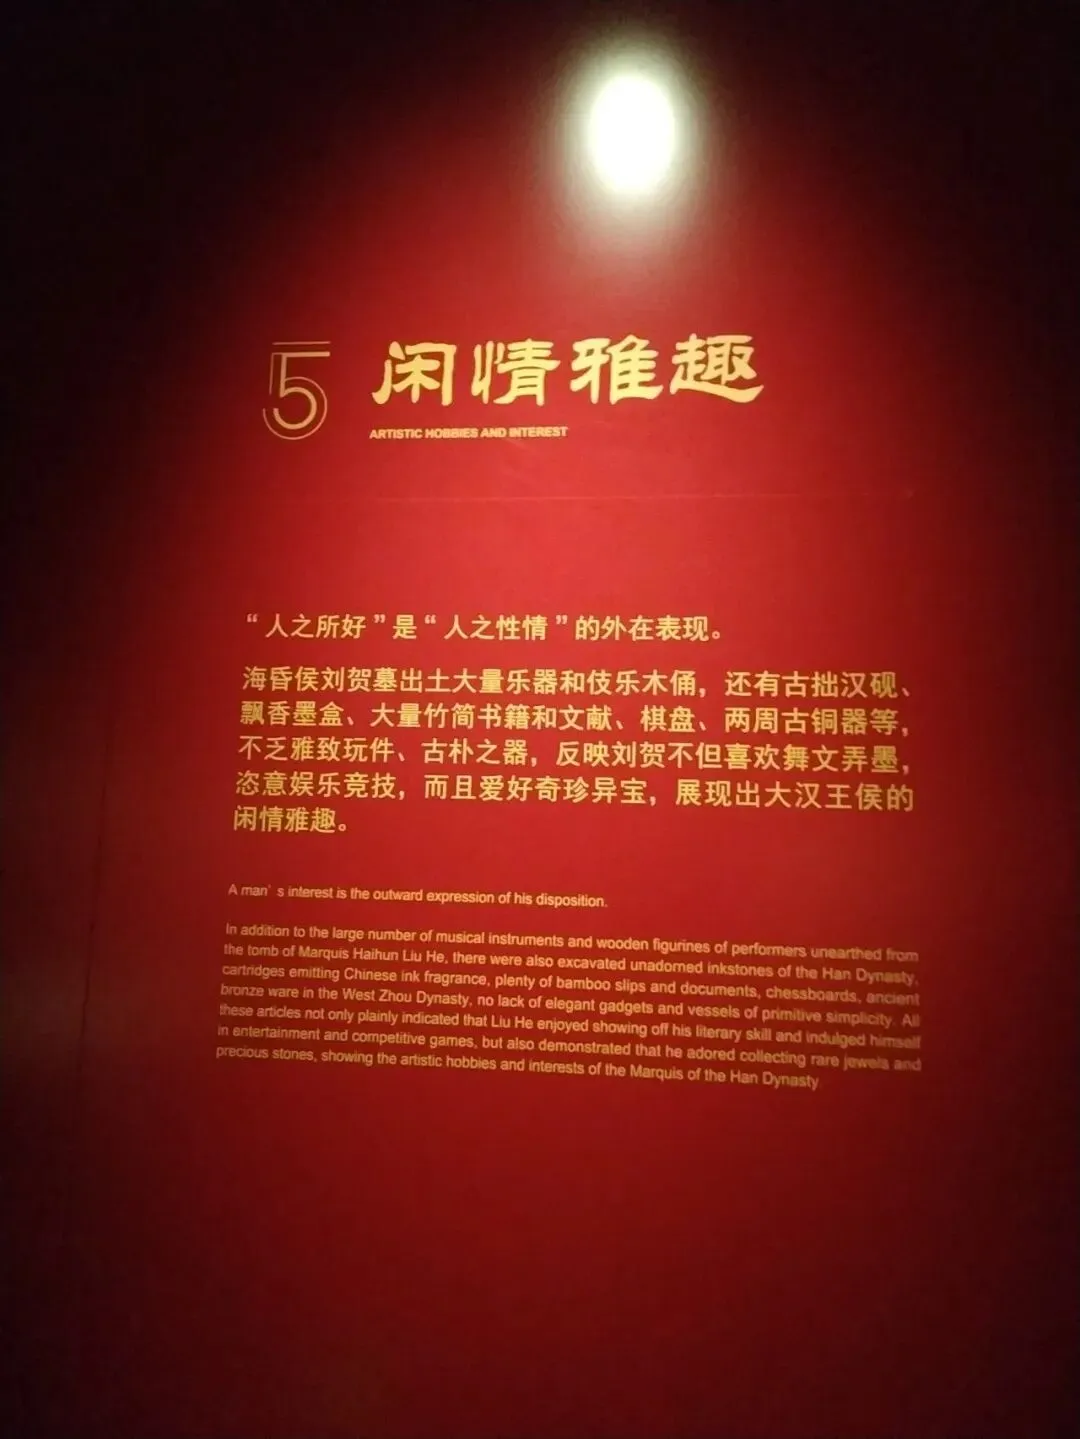 5 闲情雅趣
ARTISTIC HOBBIES AND INTEREST
“人之所好”是“人之性情”的外在表现。
海昏侯刘贺墓出土大量乐器和伎乐木俑，还有古拙汉砚、
飘香墨盒、大量竹简书籍和文献、棋盘、两周古铜器等，
不乏雅致玩件、古朴之器，反映刘贺不但喜欢舞文弄墨，
恣意娱乐竞技，而且爱好奇珍异宝，展现出大汉王侯的
闲情雅趣。
A man’s interest is the outward expression of his disposition.
In addition to the large number of musical instruments and wooden figurines of performers unearthed from
the tomb of Marquis Haihun Liu He, there were also excavated unadorned inkstones of the Han Dynasty,
cartridges emitting Chinese ink fragrance, plenty of bamboo slips and documents, chessboards, ancient
bronze ware in the West Zhou Dynasty, no lack of elegant gadgets and vessels of primitive simplicity. All
these articles not only plainly indicated that Liu He enjoyed showing off his literary skill and indulged himself
in entertainment and competitive games, but also demonstrated that he adored collecting rare jewels and
precious stones, showing the artistic hobbies and interests of the Marquis of the Han Dynasty